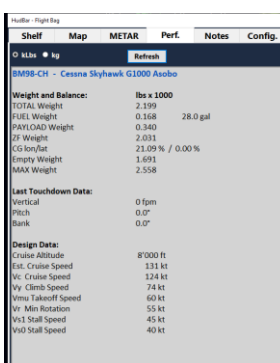 HudBar - Flight Bag
Shelf Map METAR Perf. Notes Config.
kLbs kg Refresh
BM98-CH - Cessna Skyhawk G1000 Asobo
Weight and Balance: lbs x 1000
TOTAL Weight 2.199
FUEL Weight 0.168 28.0 gal
PAYLOAD Weight 0.340
ZF Weight 2.031
CG lon/lat 21.09 % / 0.00 %
Empty Weight 1.691
MAX Weight 2.558
Last Touchdown Data:
Vertical 0 fpm
Pitch 0.0°
Bank 0.0°
Design Data:
Cruise Altitude 8'000 ft
Est. Cruise Speed 131 kt
Vc Cruise Speed 124 kt
Vy Climb Speed 74 kt
Vmu Takeoff Speed 60 kt
Vr Min Rotation 55 kt
Vs1 Stall Speed 45 kt
Vs0 Stall Speed 40 kt